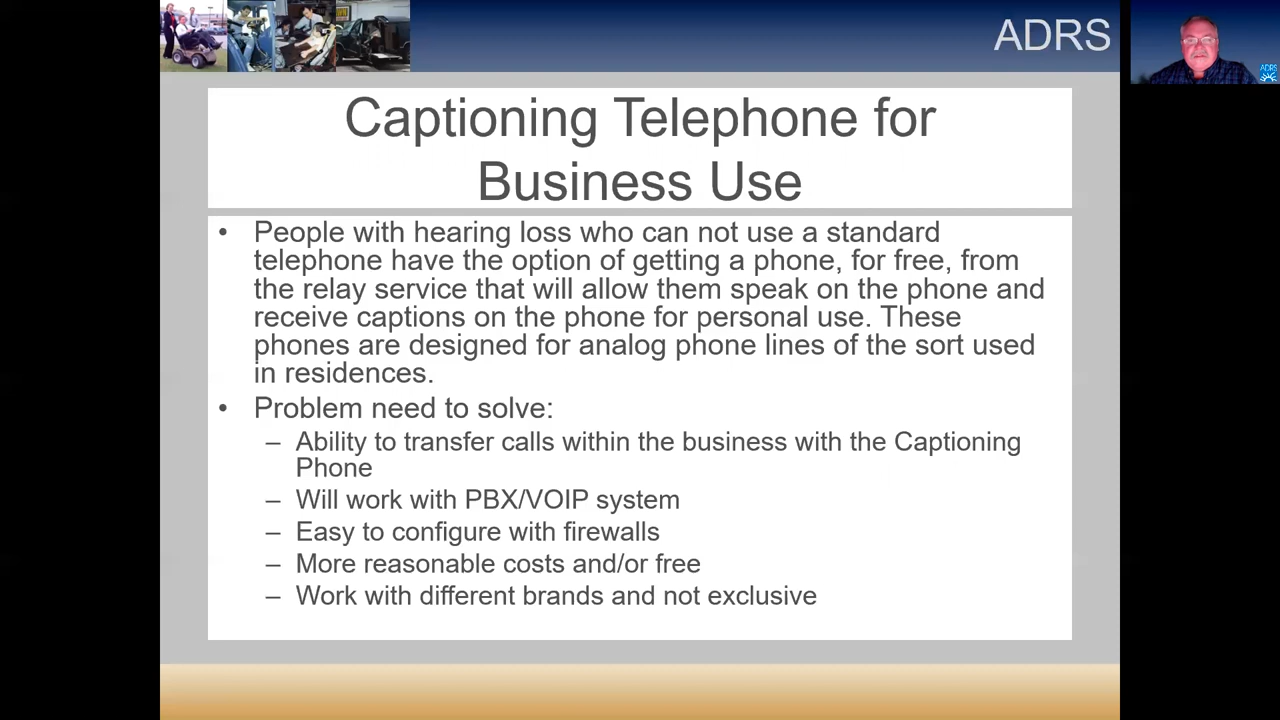 ADRS
ADRS
Captioning Telephone for
Business Use
• People with hearing loss who can not use a standard
telephone have the option of getting a phone, for free, from
the relay service that will allow them speak on the phone and
receive captions on the phone for personal use. These
phones are designed for analog phone lines of the sort used
in residences.
• Problem need to solve:
– Ability to transfer calls within the business with the Captioning
Phone
– Will work with PBX/VOIP system
– Easy to configure with firewalls
– More reasonable costs and/or free
– Work with different brands and not exclusive